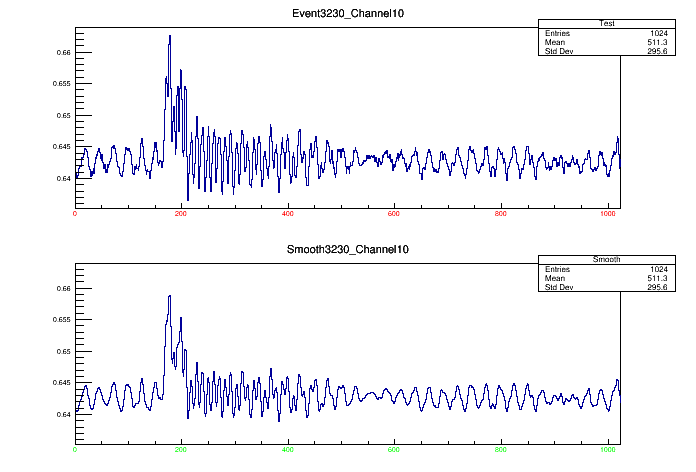 Event3230_Channel10
Test
Entries 1024
Mean 511.3
Std Dev 295.6
0.66
0.655
0.65
0.645
0.64
0 200 400 600 800 1000
Smooth3230_Channel10
Smooth
Entries 1024
Mean 511.3
Std Dev 295.6
0.66
0.655
0.65
0.645
0.64
0 200 400 600 800 1000